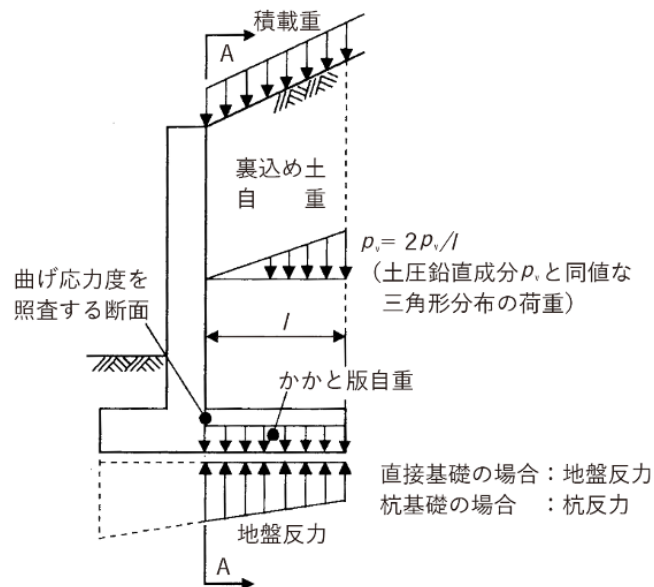 積載重
A
裏込め土
自　重
pᵥ= 2pᵥ/l
（土圧鉛直成分pᵥと同値な
三角形分布の荷重）
曲げ応力度を
照査する断面
l
かかと版自重
直接基礎の場合：地盤反力
杭基礎の場合　：杭反力
地盤反力
A